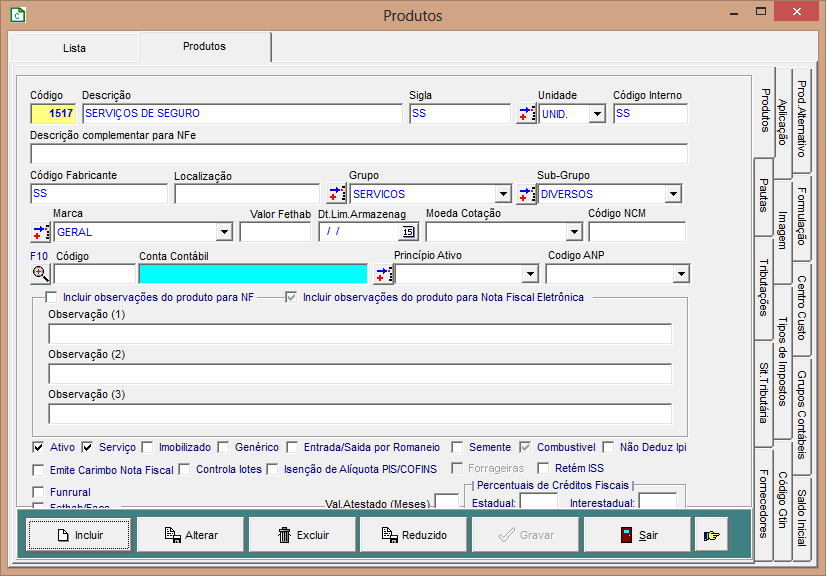 Produtos
Lista
Produtos
Código Descrição Sigla Unidade Código Interno
1517 SERVIÇOS DE SEGURO SS UNID. SS
Descrição complementar para NFe
Código Fabricante Localização Grupo Sub-Grupo
SS SERVICOS DIVERSOS
Marca Valor Fethab Dt.Lim.Armazenag Moeda Cotação Código NCM
GERAL / / 15
F10 Código Conta Contábil Princípio Ativo Codigo ANP
Incluir observações do produto para NF Incluir observações do produto para Nota Fiscal Eletrônica
Observação (1)
Observação (2)
Observação (3)
Ativo Serviço Imobilizado Genérico Entrada/Saida por Romaneio Semente Combustivel Não Deduz Ipi
Emite Carimbo Nota Fiscal Controla lotes Isenção de Alíquota PIS/COFINS Forrageiras Retém ISS
Funrural Percentuais de Créditos Fiscais
Val.Atestado (Meses) Estadual: Interestadual:
Incluir Alterar Excluir Reduzido Gravar Sair
Produtos
Pautas
Tributações
Sit.Tributária
Fornecedores
Aplicação
Imagem
Tipos de Impostos
Código Gtin
Prod.Alternativo
Formulação
Centro Custo
Grupos Contábeis
Saldo Inicial